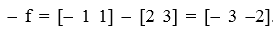 – f = [– 1 1] – [2 3] = [– 3 –2].